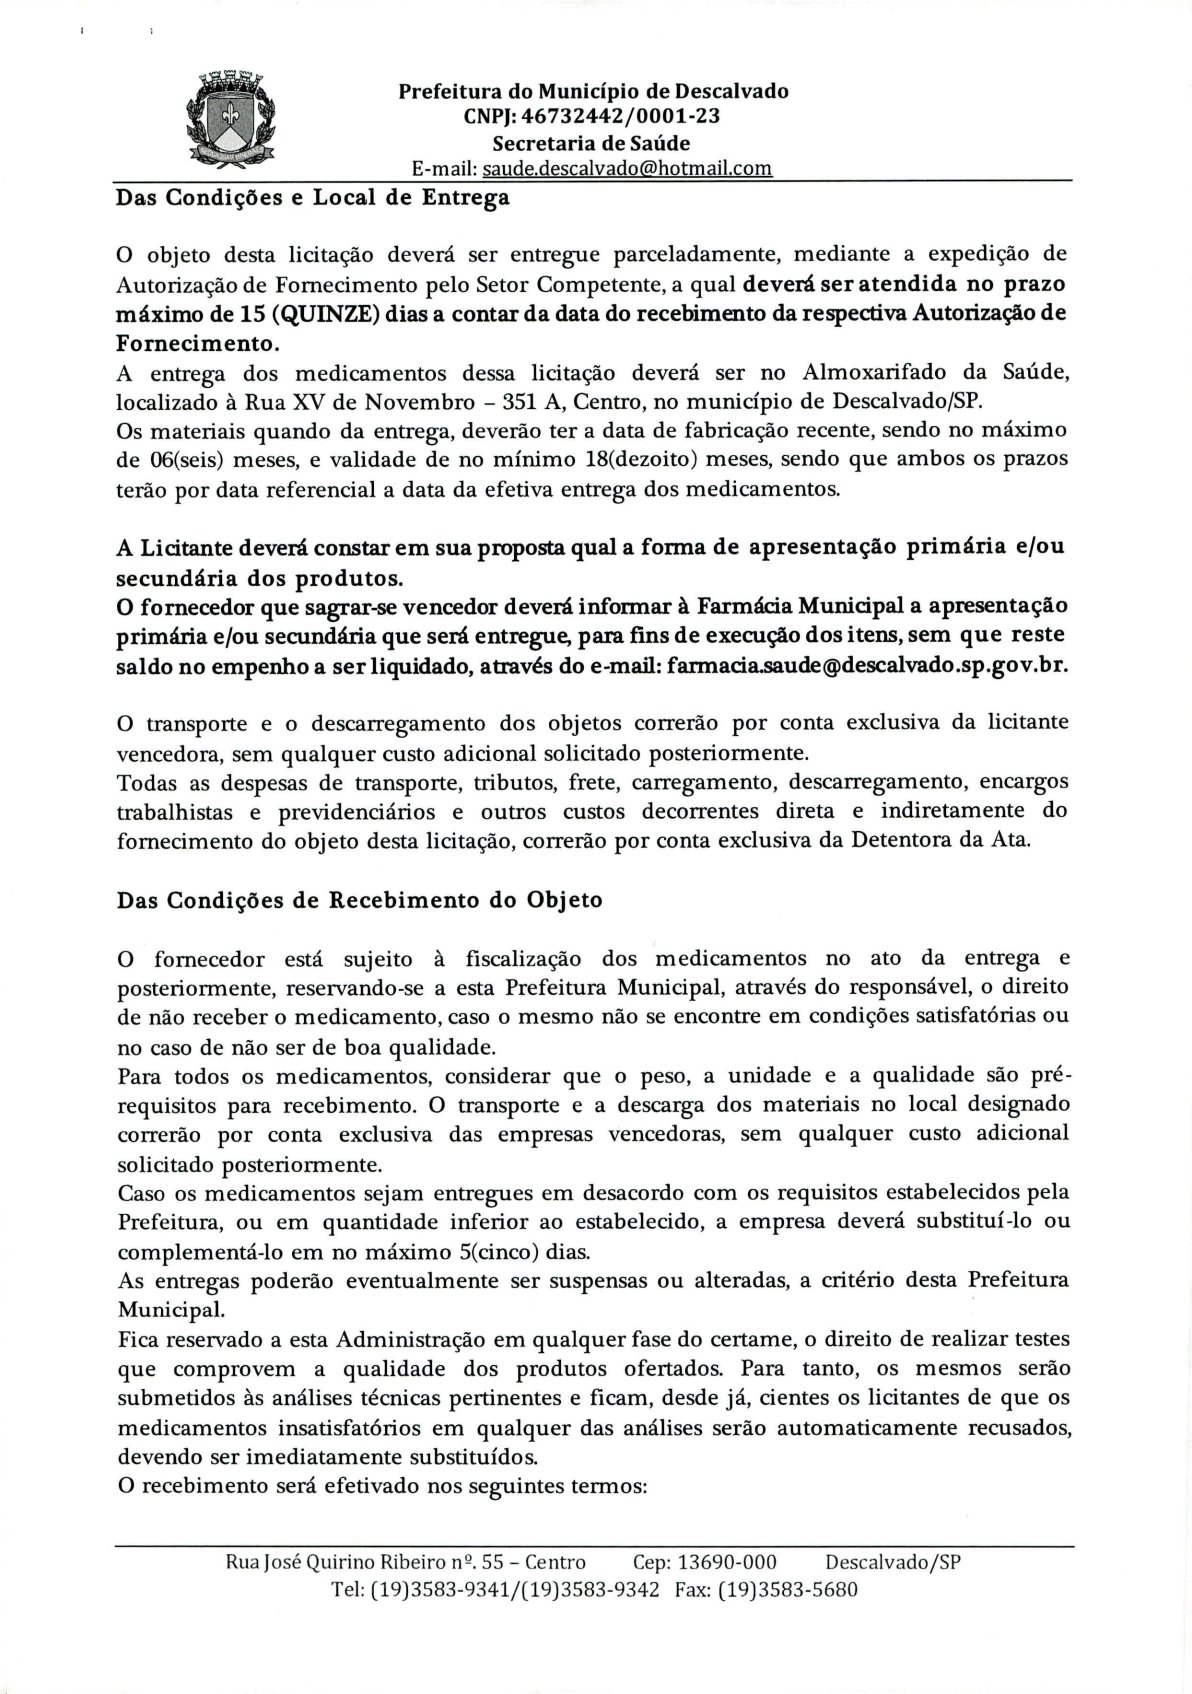 Prefeitura do Município de Descalvado
CNPJ: 46732442/0001-23
Secretaria de Saúde
E-mail: saude.descalvado@hotmail.com
Das Condições e Local de Entrega
O objeto desta licitação deverá ser entregue parceladamente, mediante a expedição de
Autorização de Fornecimento pelo Setor Competente, a qual deverá ser atendida no prazo
máximo de 15 (QUINZE) dias a contar da data do recebimento da respectiva Autorização de
Fornecimento.
A entrega dos medicamentos dessa licitação deverá ser no Almoxarifado da Saúde,
localizado à Rua XV de Novembro – 351 A, Centro, no município de Descalvado/SP.
Os materiais quando da entrega, deverão ter a data de fabricação recente, sendo no máximo
de 06(seis) meses, e validade de no mínimo 18(dezoito) meses, sendo que ambos os prazos
terão por data referencial a data da efetiva entrega dos medicamentos.
A Licitante deverá constar em sua proposta qual a forma de apresentação primária e/ou
secundária dos produtos.
O fornecedor que sagrar-se vencedor deverá informar à Farmácia Municipal a apresentação
primária e/ou secundária que será entregue, para fins de execução dos itens, sem que reste
saldo no empenho a ser liquidado, através do e-mail: farmacia.saude@descalvado.sp.gov.br.
O transporte e o descarregamento dos objetos correrão por conta exclusiva da licitante
vencedora, sem qualquer custo adicional solicitado posteriormente.
Todas as despesas de transporte, tributos, frete, carregamento, descarregamento, encargos
trabalhistas e previdenciários e outros custos decorrentes direta e indiretamente do
fornecimento do objeto desta licitação, correrão por conta exclusiva da Detentora da Ata.
Das Condições de Recebimento do Objeto
O fornecedor está sujeito à fiscalização dos medicamentos no ato da entrega e
posteriormente, reservando-se a esta Prefeitura Municipal, através do responsável, o direito
de não receber o medicamento, caso o mesmo não se encontre em condições satisfatórias ou
no caso de não ser de boa qualidade.
Para todos os medicamentos, considerar que o peso, a unidade e a qualidade são pré-
requisitos para recebimento. O transporte e a descarga dos materiais no local designado
correrão por conta exclusiva das empresas vencedoras, sem qualquer custo adicional
solicitado posteriormente.
Caso os medicamentos sejam entregues em desacordo com os requisitos estabelecidos pela
Prefeitura, ou em quantidade inferior ao estabelecido, a empresa deverá substituí-lo ou
complementá-lo em no máximo 5(cinco) dias.
As entregas poderão eventualmente ser suspensas ou alteradas, a critério desta Prefeitura
Municipal.
Fica reservado a esta Administração em qualquer fase do certame, o direito de realizar testes
que comprovem a qualidade dos produtos ofertados. Para tanto, os mesmos serão
submetidos às análises técnicas pertinentes e ficam, desde já, cientes os licitantes de que os
medicamentos insatisfatórios em qualquer das análises serão automaticamente recusados,
devendo ser imediatamente substituídos.
O recebimento será efetivado nos seguintes termos:
Rua José Quirino Ribeiro nº. 55 – Centro Cep: 13690-000 Descalvado/SP
Tel: (19)3583-9341/(19)3583-9342 Fax: (19)3583-5680